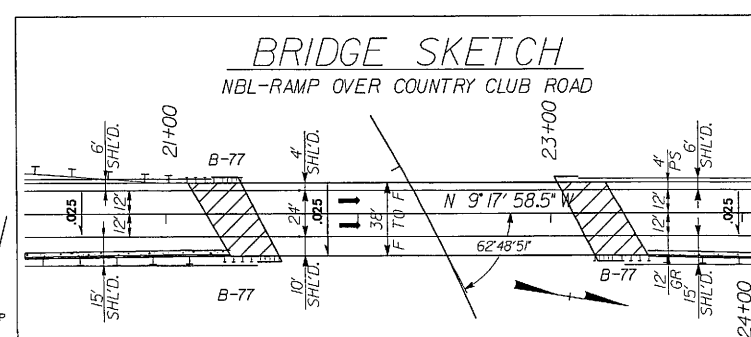 BRIDGE SKETCH
NBL-RAMP OVER COUNTRY CLUB ROAD
6'
SHL'D.
21+00
B-77
4'
SHL'D.
23+00
4'
PS
6'
SHL'D.
.025
12'
12'
24'
.025
38'
F TO F
N 9° 17' 58.5" W
62°48'51"
12'
12'
.025
15'
SHL'D.
B-77
10'
SHL'D.
B-77
12'
GR
15'
SHL'D.
24+00